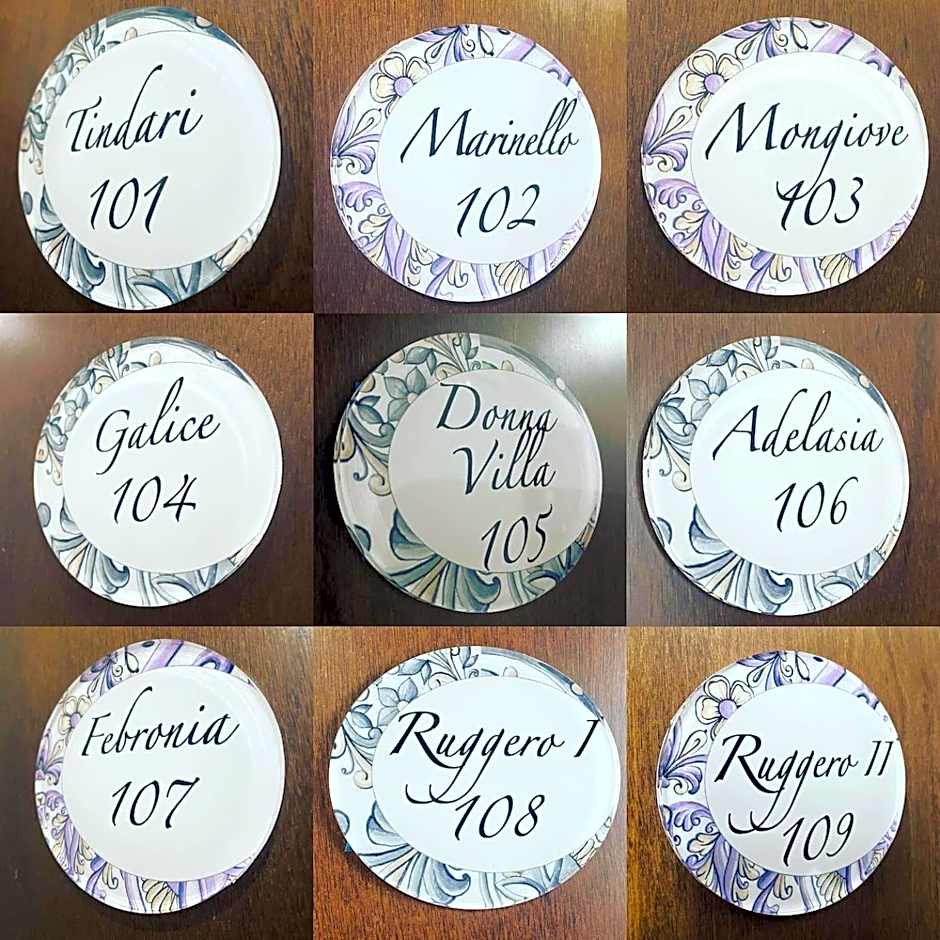 Tindari
101
Marinello
102
Mongiove
103
Galice
104
Donna
Villa
105
Adelasia
106
Febronia
107
Ruggero I
108
Ruggero II
109